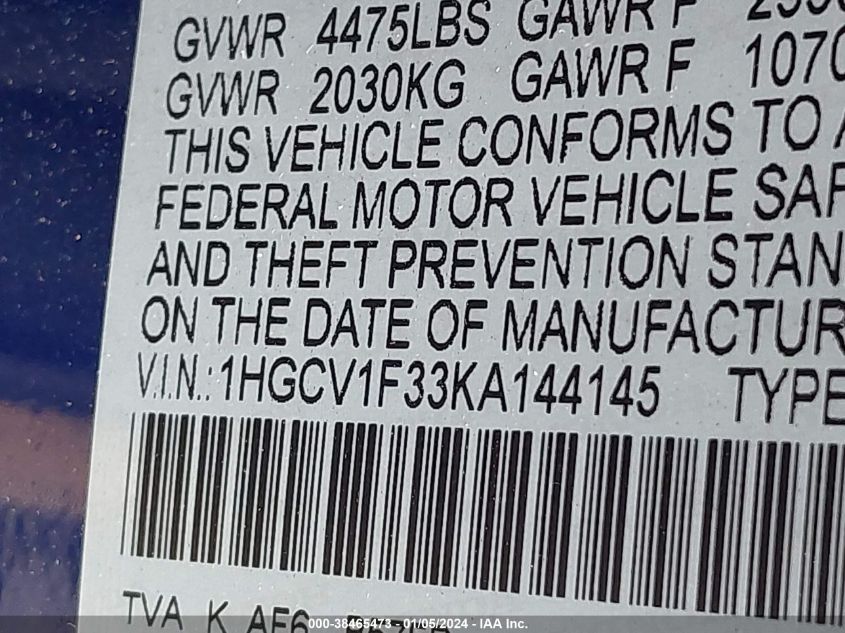 GVWR 4475LBS GAWR F
GVWR 2030KG GAWR F 1070
THIS VEHICLE CONFORMS TO A
FEDERAL MOTOR VEHICLE SAF
AND THEFT PREVENTION STAN
ON THE DATE OF MANUFACTUR
V.I.N.: 1HGCV1F33KA144145 TYPE
TVA K AF6
000-38465473 - 01/05/2024 - IAA Inc.